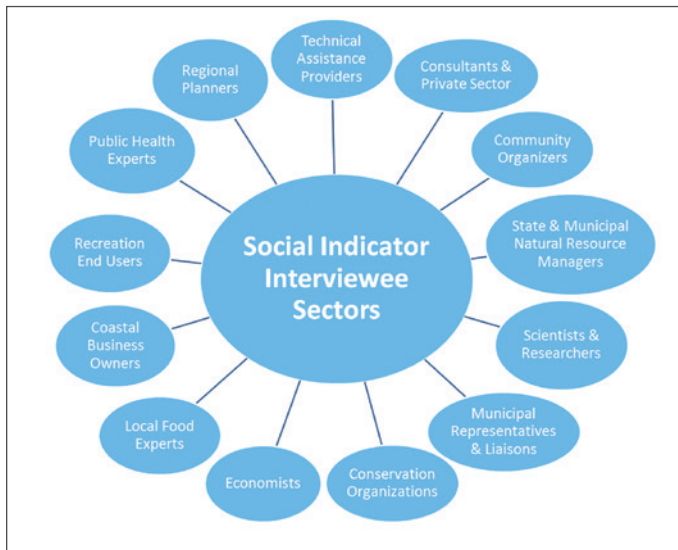 Technical
Assistance
Providers
Consultants &
Private Sector
Community
Organizers
State & Municipal
Natural Resource
Managers
Scientists &
Researchers
Municipal
Representatives
& Liaisons
Conservation
Organizations
Economists
Local Food
Experts
Coastal
Business
Owners
Recreation
End Users
Public Health
Experts
Regional
Planners
Social Indicator
Interviewee
Sectors